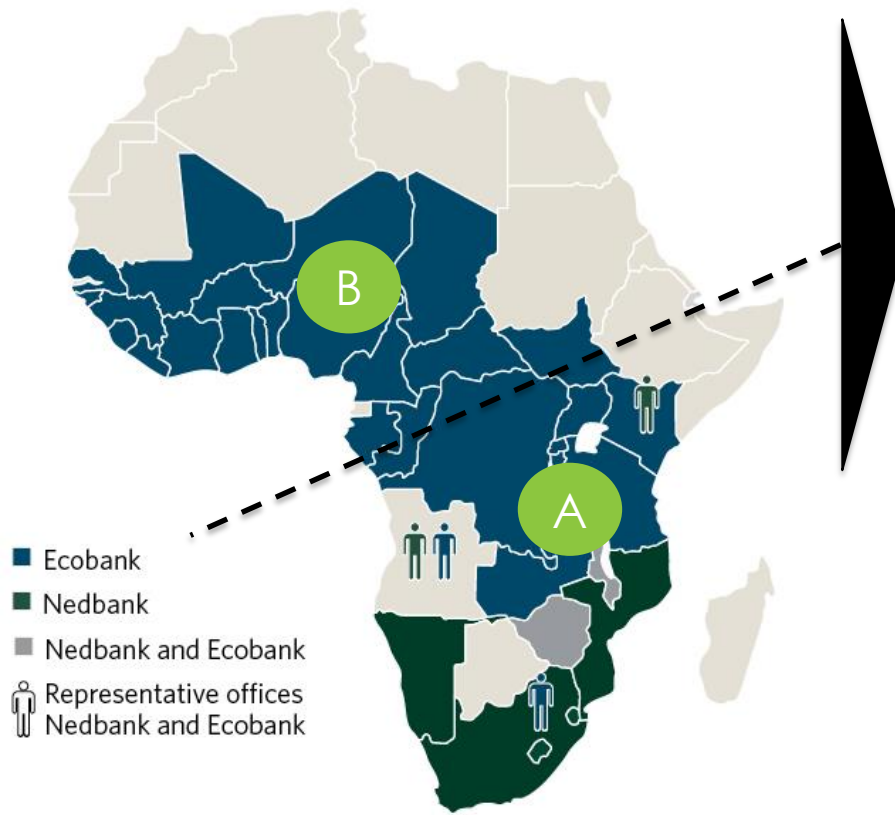 B
A
Ecobank
Nedbank
Nedbank and Ecobank
Representative offices
Nedbank and Ecobank